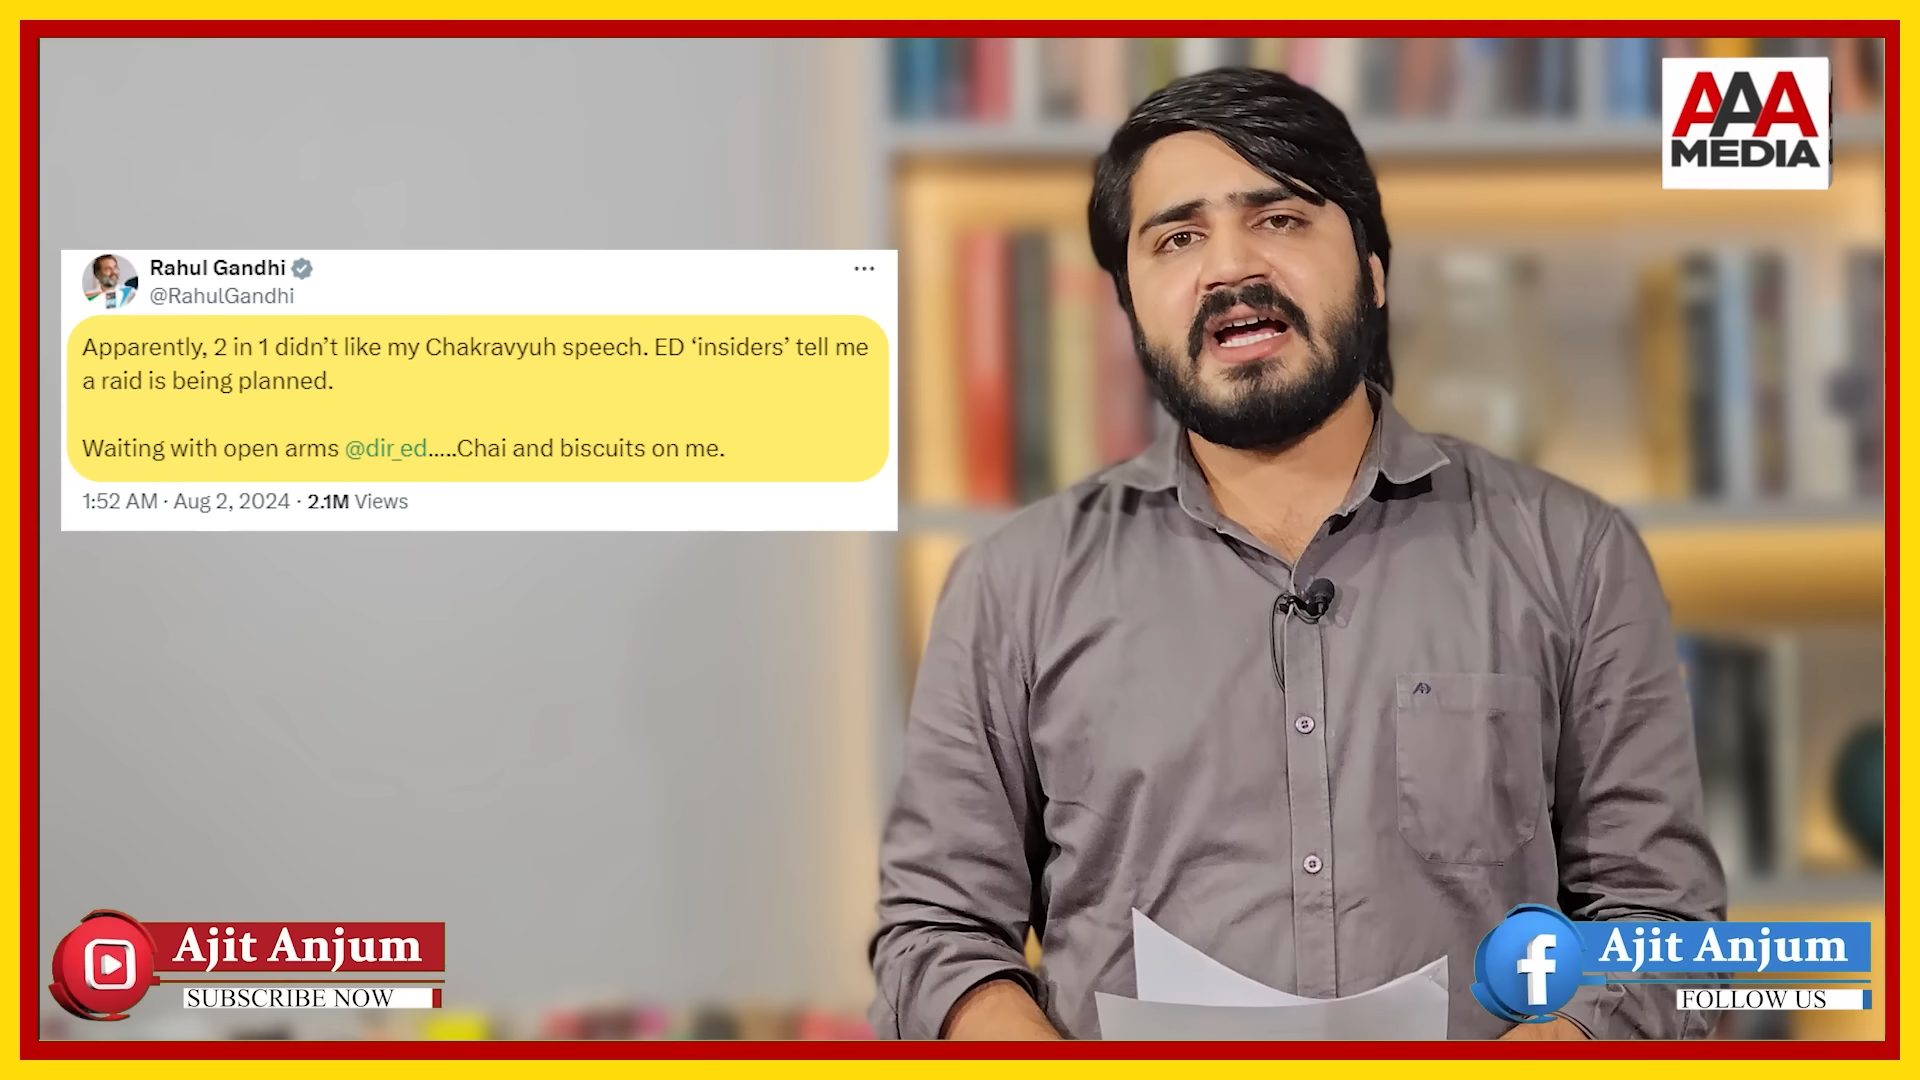 AAA
MEDIA
Rahul Gandhi
@RahulGandhi
Apparently, 2 in 1 didn’t like my Chakravyuh speech. ED ‘insiders’ tell me
a raid is being planned.
Waiting with open arms @dir_ed.....Chai and biscuits on me.
1:52 AM · Aug 2, 2024 · 2.1M Views
Ajit Anjum
SUBSCRIBE NOW
Ajit Anjum
FOLLOW US